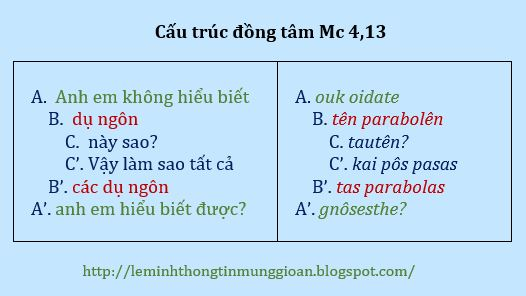 Cấu trúc đồng tâm Mc 4,13
A. Anh em không hiểu biết
B. dụ ngôn
C. này sao?
C’. Vậy làm sao tất cả
B’. các dụ ngôn
A’. anh em hiểu biết được?
A. ouk oidate
B. tên parabolên
C. tautên?
C’. kai pôs pasas
B’. tas parabolas
A’. gnôsesthe?
http://leminhthongtinmunggioan.blogspot.com/